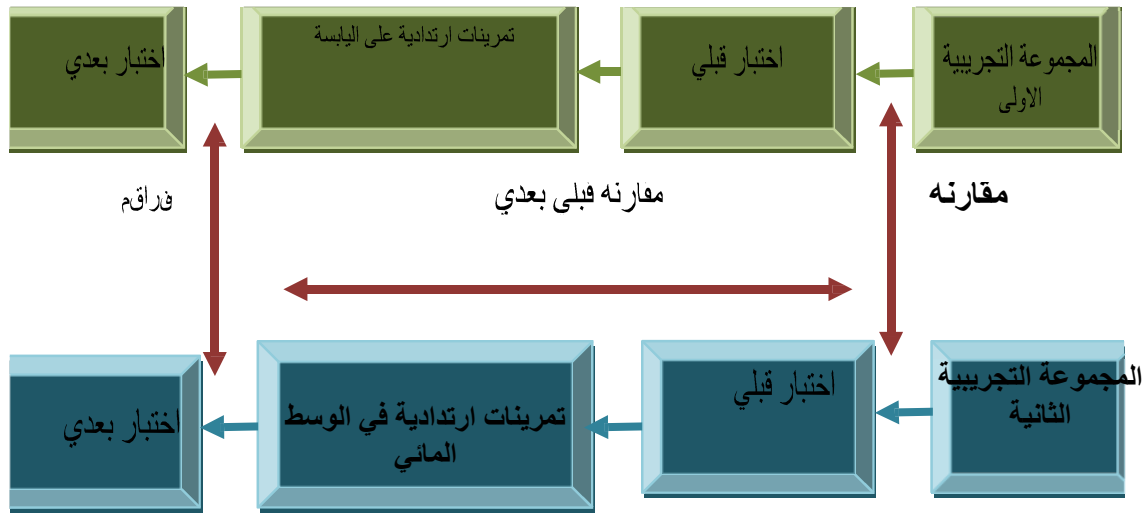 المجموعة التجريبية
الاولى
اختبار قبلي
تمرينات ارتدادية على اليابسة
اختبار بعدي
مقارنه
مقارنه قبلي بعدي
المجموعة التجريبية
الثانية
اختبار قبلي
تمرينات ارتدادية في الوسط
المائي
اختبار بعدي